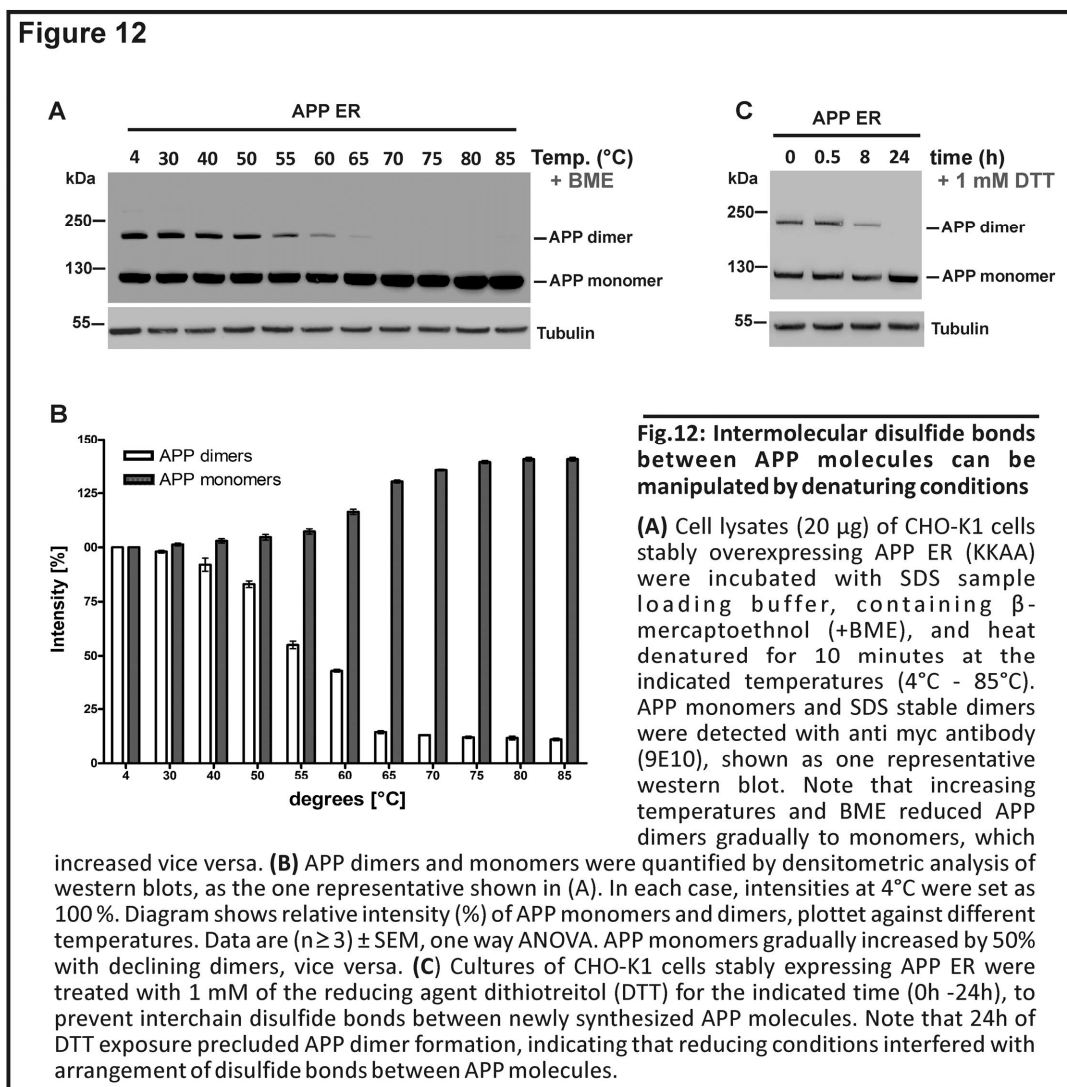 Figure 12
A
APP ER
4 30 40 50 55 60 65 70 75 80 85 Temp. (°C)
kDa + BME
250
APP dimer
130
APP monomer
55
Tubulin
C
APP ER
0 0.5 8 24 time (h)
kDa + 1 mM DTT
250
APP dimer
130
APP monomer
55
Tubulin
B
150
APP dimers
APP monomers
125
00
75
50
25
0
Intensity [%]
4 30 40 50 55 60 65 70 75 80 85
degrees [°C]
Fig.12: Intermolecular disulfide bonds
between APP molecules can be
manipulated by denaturing conditions
(A) Cell lysates (20 µg) of CHO-K1 cells
stably overexpressing APP ER (KKAA)
were incubated with SDS sample
loading buffer, containing β-
mercaptoethnol (+BME), and heat
denatured for 10 minutes at the
indicated temperatures (4°C - 85°C).
APP monomers and SDS stable dimers
were detected with anti myc antibody
(9E10), shown as one representative
western blot. Note that increasing
temperatures and BME reduced APP
dimers gradually to monomers, which
increased vice versa. (B) APP dimers and monomers were quantified by densitometric analysis of
western blots, as the one representative shown in (A). In each case, intensities at 4°C were set as
100 %. Diagram shows relative intensity (%) of APP monomers and dimers, plottet against different
temperatures. Data are (n ≥ 3) ± SEM, one way ANOVA. APP monomers gradually increased by 50%
with declining dimers, vice versa. (C) Cultures of CHO-K1 cells stably expressing APP ER were
treated with 1 mM of the reducing agent dithiotreitol (DTT) for the indicated time (0h -24h), to
prevent interchain disulfide bonds between newly synthesized APP molecules. Note that 24h of
DTT exposure precluded APP dimer formation, indicating that reducing conditions interfered with
arrangement of disulfide bonds between APP molecules.